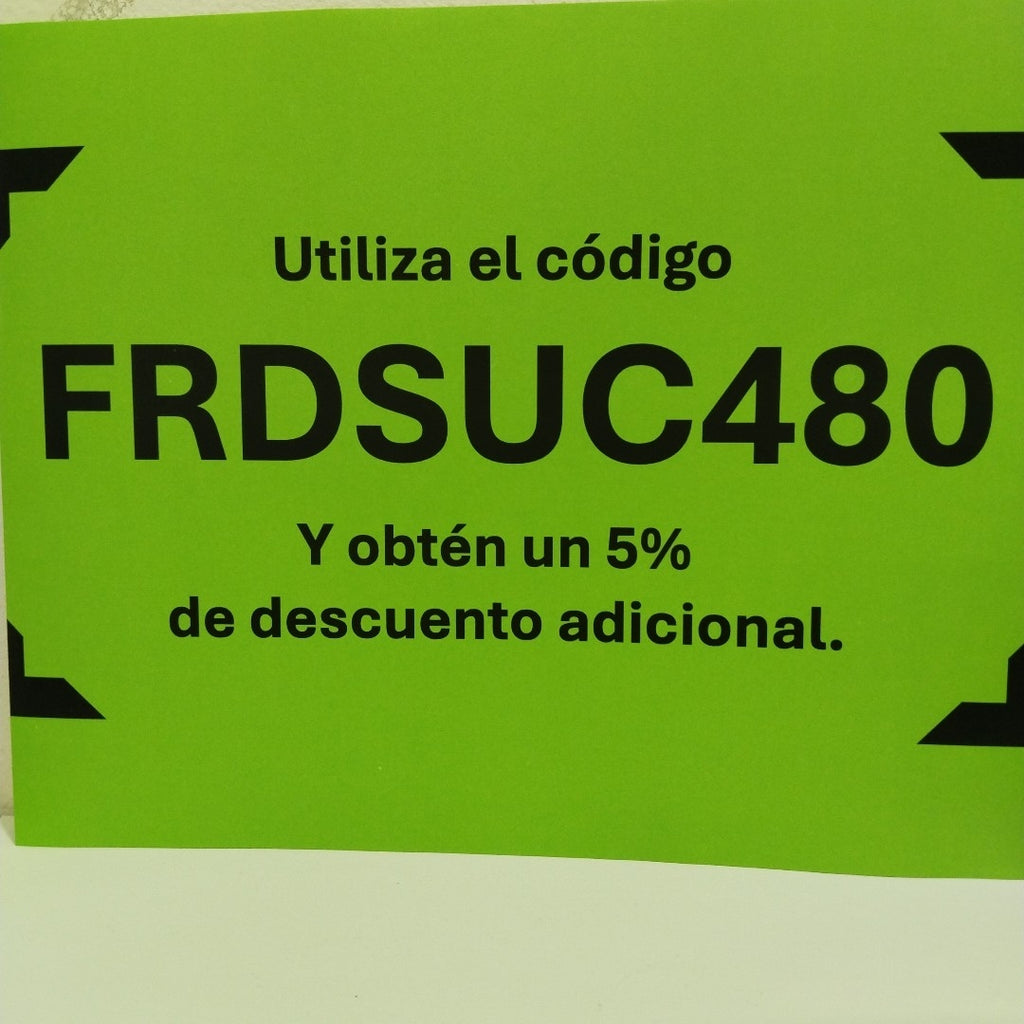 Utiliza el código
FRDSUC480
Y obtén un 5%
de descuento adicional.